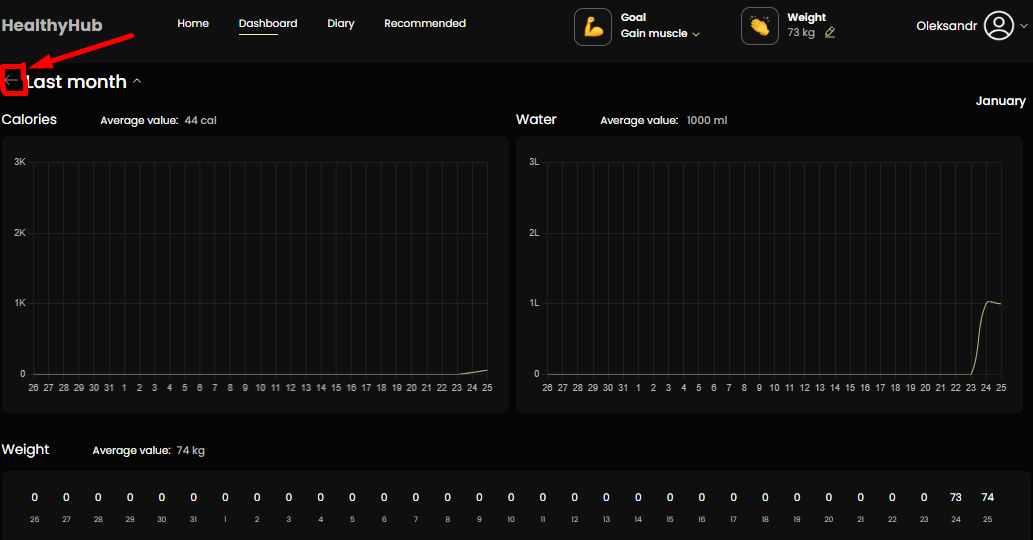 HealthyHub
Home Dashboard Diary Recommended
Goal
Gain muscle
Weight
73 kg
Oleksandr
Last month
January
Calories Average value: 44 cal
3K
2K
1K
0
26 27 28 29 30 31 1 2 3 4 5 6 7 8 9 10 11 12 13 14 15 16 17 18 19 20 21 22 23 24 25
Water Average value: 1000 ml
3L
2L
1L
0
26 27 28 29 30 31 1 2 3 4 5 6 7 8 9 10 11 12 13 14 15 16 17 18 19 20 21 22 23 24 25
Weight Average value: 74 kg
0 0 0 0 0 0 0 0 0 0 0 0 0 0 0 0 0 0 0 0 0 0 0 0 0 0 0 0 0 73 74
26 27 28 29 30 31 1 2 3 4 5 6 7 8 9 10 11 12 13 14 15 16 17 18 19 20 21 22 23 24 25